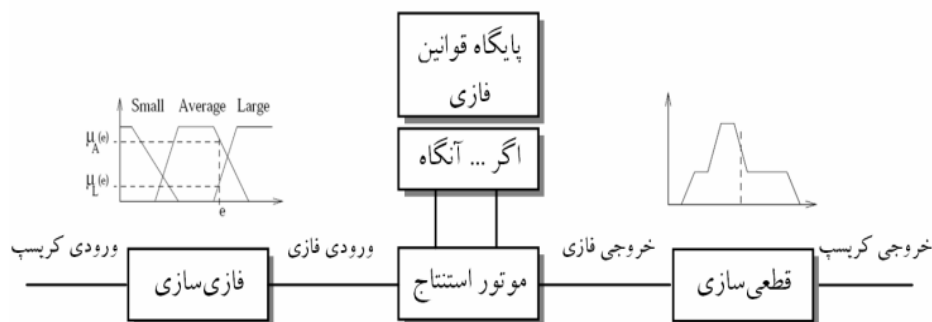 پایگاه قوانین
فازی
اگر ... آنگاه
Small Average Large
μA(e)
μL(e)
e
ورودی کریسپ
فازی‌سازی
ورودی فازی
موتور استنتاج
خروجی فازی
قطعی‌سازی
خروجی کریسپ